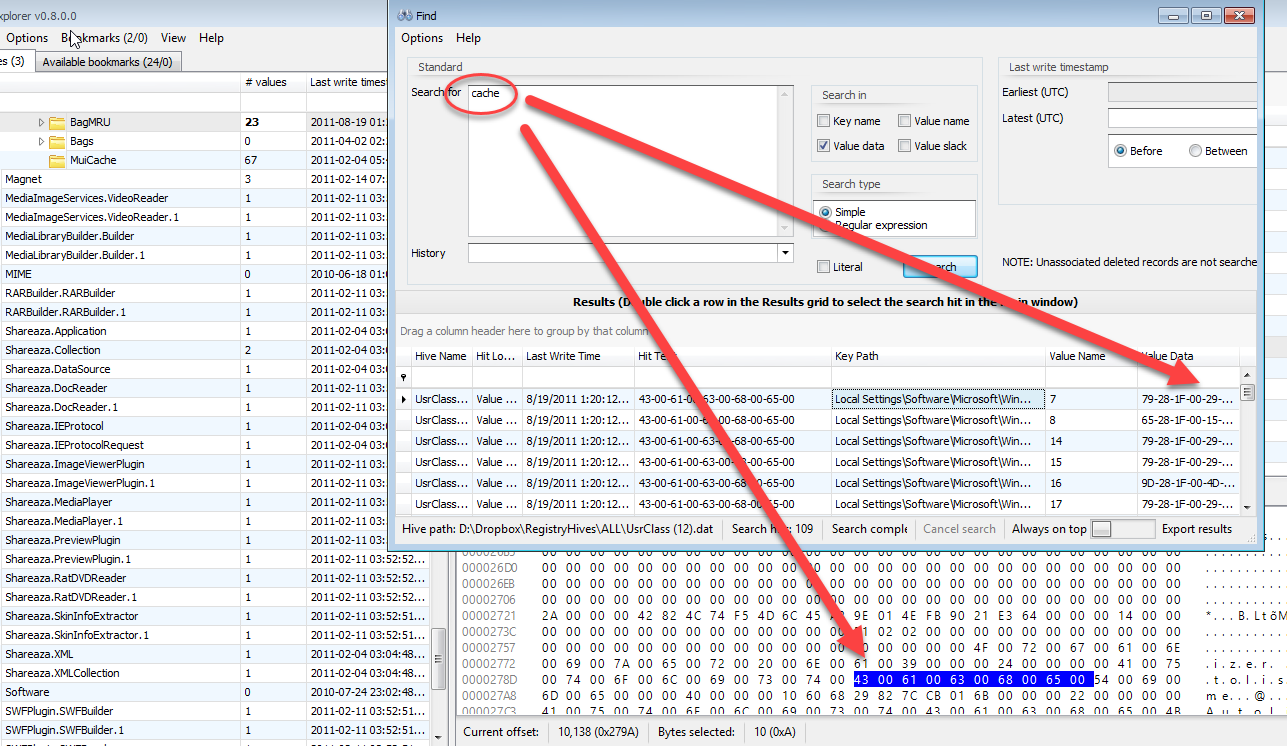 xplorer v0.8.0.0
Options Bookmarks (2/0) View Help
es (3) Available bookmarks (24/0)
# values Last write timest
BagMRU 23 2011-08-19 01:
Bags 0 2011-04-02 02:
MuiCache 67 2011-02-04 05:4
Magnet 3 2011-02-14 07:
MediaImageServices.VideoReader 1 2011-02-11 03:
MediaImageServices.VideoReader.1 1 2011-02-11 03:
MediaLibraryBuilder.Builder 1 2011-02-11 03:
MediaLibraryBuilder.Builder.1 1 2011-02-11 03:
MIME 0 2010-06-18 01:0
RARBuilder.RARBuilder 1 2011-02-11 03:
RARBuilder.RARBuilder.1 1 2011-02-11 03:
Shareaza.Application 1 2011-02-04 03:0
Shareaza.Collection 2 2011-02-04 03:0
Shareaza.DataSource 1 2011-02-04 03:
Shareaza.DocReader 1 2011-02-11 03:
Shareaza.DocReader.1 1 2011-02-11 03:
Shareaza.IEProtocol 1 2011-02-04 03:
Shareaza.IEProtocolRequest 1 2011-02-04 03:
Shareaza.ImageViewerPlugin 1 2011-02-11 03:
Shareaza.ImageViewerPlugin.1 1 2011-02-11 03:
Shareaza.MediaPlayer 1 2011-02-11 03:
Shareaza.MediaPlayer.1 1 2011-02-11 03:
Shareaza.PreviewPlugin 1 2011-02-11 03:
Shareaza.PreviewPlugin.1 1 2011-02-11 03:52:52...
Shareaza.RatDVDReader 1 2011-02-11 03:52:52...
Shareaza.RatDVDReader.1 1 2011-02-11 03:52:52...
Shareaza.SkinInfoExtractor 1 2011-02-11 03:52:51...
Shareaza.SkinInfoExtractor.1 1 2011-02-11 03:52:51...
Shareaza.XML 1 2011-02-04 03:04:48...
Shareaza.XMLCollection 1 2011-02-04 03:04:48...
Software 0 2010-07-24 23:02:48...
SWFPlugin.SWFBuilder 1 2011-02-11 03:52:51...
SWFPlugin.SWFBuilder.1 1 2011-02-11 03:52:51...
Find
Options Help
Standard
Search for cache
Search in
Key name Value name
Value data Value slack
Search type
Simple
Regular expression
History
Literal
Last write timestamp
Earliest (UTC)
Latest (UTC)
Before Between
NOTE: Unassociated deleted records are not searche
Results (Double click a row in the Results grid to select the search hit in the main window)
Drag a column header here to group by that column
Hive Name Hit Lo... Last Write Time Hit Text Key Path Value Name Value Data
UsrClass... Value ... 8/19/2011 1:20:12... 43-00-61-00-63-00-68-00-65-00 Local Settings\Software\Microsoft\Win... 7 79-28-1F-00-29-...
UsrClass... Value ... 8/19/2011 1:20:12... 43-00-61-00-63-00-68-00-65-00 Local Settings\Software\Microsoft\Win... 8 65-28-1F-00-15-...
UsrClass... Value ... 8/19/2011 1:20:12... 43-00-61-00-63-00-68-00-65-00 Local Settings\Software\Microsoft\Win... 14 79-28-1F-00-29-...
UsrClass... Value ... 8/19/2011 1:20:12... 43-00-61-00-63-00-68-00-65-00 Local Settings\Software\Microsoft\Win... 15 79-28-1F-00-29-...
UsrClass... Value ... 8/19/2011 1:20:12... 43-00-61-00-63-00-68-00-65-00 Local Settings\Software\Microsoft\Win... 16 9D-28-1F-00-4D-...
UsrClass... Value ... 8/19/2011 1:20:12... 43-00-61-00-63-00-68-00-65-00 Local Settings\Software\Microsoft\Win... 17 79-28-1F-00-29-...
Hive path: D:\Dropbox\RegistryHives\ALL\UsrClass (12).dat 109 Search comple Cancel search Always on top Export results
000026D0 00 00 00 00 00 00 00 00 00 00 00 00 00 00 00 00 00 00 00 00 00 00 00 00 00 00 00
000026EB 00 00 00 00 00 00 00 00 00 00 00 00 00 00 00 00 00 00 00 00 00 00 00 00 00 00 00
00002706 00 00 00 00 00 00 00 00 00 00 00 00 00 00 00 00 00 00 00 00 00 00 00 00 00 00 00
00002721 2A 00 00 00 42 82 4C 74 F5 4D 6C 45 9E 01 4E FB 90 21 E3 64 00 00 00 14 00 00 *...B.LtõM
0000273C 00 00 00 00 00 00 00 00 00 00 00 00 00 01 02 02 00 00 00 00 00 00 00 00 00 00
00002757 00 00 00 00 00 00 00 00 00 00 00 00 00 00 00 00 00 4F 00 72 00 67 00 61 00 6E
00002772 00 69 00 7A 00 65 00 72 00 20 00 6E 00 61 00 39 00 00 00 24 00 00 00 41 00 75 .i.z.e.r.
0000278D 00 74 00 6F 00 6C 00 69 00 73 00 74 00 43 00 61 00 63 00 68 00 65 00 54 00 69 00 .t.o.l.i.s
000027A8 6D 00 65 00 00 00 40 00 00 00 10 60 68 29 82 7C CB 01 6B 00 00 00 22 00 00 00 me...@...
000027C3 41 00 75 00 74 00 6F 00 6C 00 69 00 73 00 74 00 43 00 61 00 63 00 68 00 65 00 4B A.u.t.o.l.
Current offset: 10,138 (0x279A) Bytes selected: 10 (0xA)